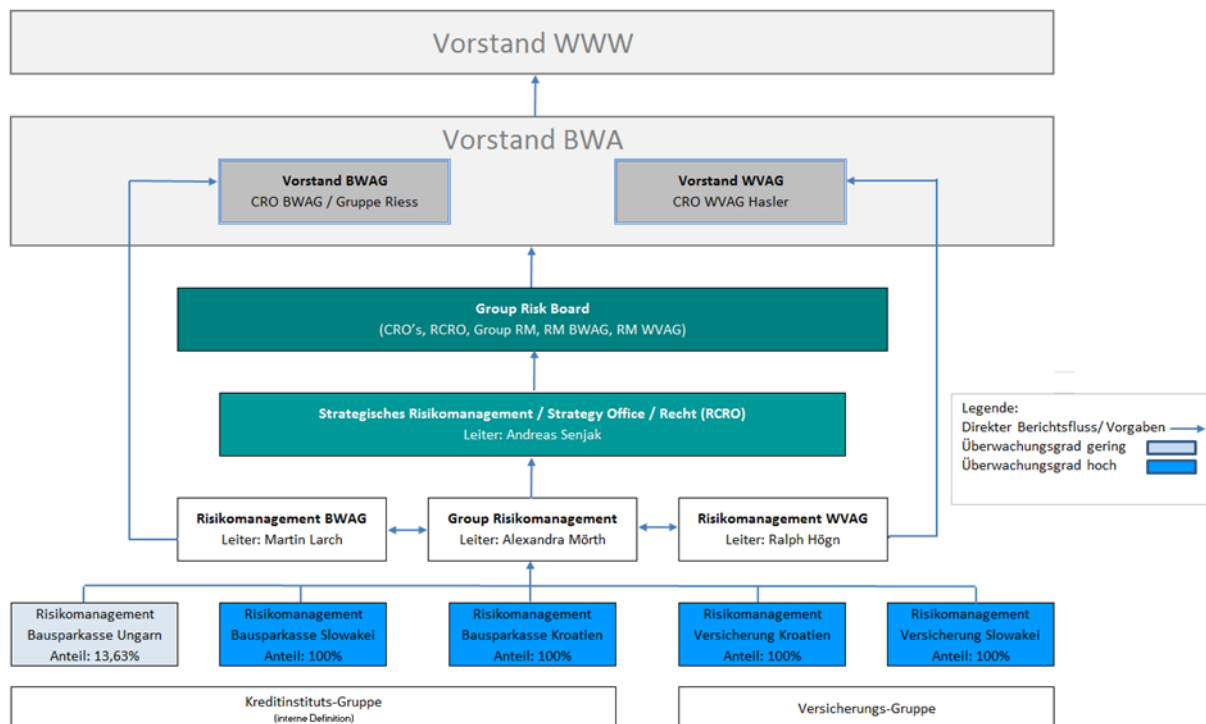 Vorstand WWW
Vorstand BWA
Vorstand BWAG
CRO BWAG / Gruppe Riess
Vorstand WVAG
CRO WVAG Hasler
Group Risk Board
(CRO's, RCRO, Group RM, RM BWAG, RM WVAG)
Strategisches Risikomanagement / Strategy Office / Recht (RCRO)
Leiter: Andreas Senjak
Legende:
Direkter Berichtsfluss/ Vorgaben
Überwachungsgrad gering
Überwachungsgrad hoch
Risikomanagement BWAG
Leiter: Martin Larch
Group Risikomanagement
Leiter: Alexandra Mörth
Risikomanagement WVAG
Leiter: Ralph Högn
Risikomanagement
Bausparkasse Ungarn
Anteil: 13,63%
Risikomanagement
Bausparkasse Slowakei
Anteil: 100%
Risikomanagement
Bausparkasse Kroatien
Anteil: 100%
Risikomanagement
Versicherung Kroatien
Anteil: 100%
Risikomanagement
Versicherung Slowakei
Anteil: 100%
Kreditinstituts-Gruppe
(interne Definition)
Versicherungs-Gruppe